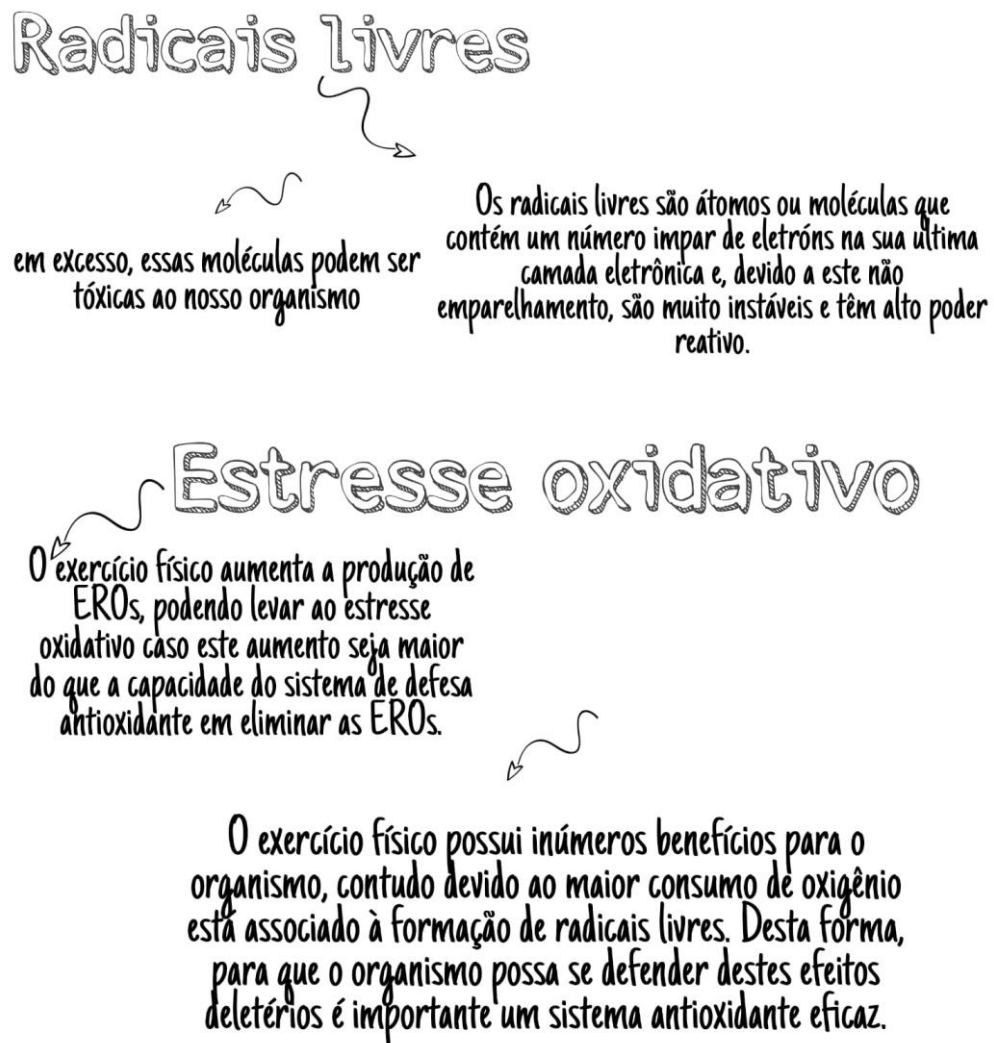 Radicais livres
Os radicais livres são átomos ou moléculas que
contém um número impar de eletróns na sua última
camada eletrônica e, devido a este não
emparelhamento, são muito instáveis e têm alto poder
reativo.
em excesso, essas moléculas podem ser
tóxicas ao nosso organismo
Estresse oxidativo
O exercício físico aumenta a produção de
EROs, podendo levar ao estresse
oxidativo caso este aumento seja maior
do que a capacidade do sistema de defesa
antioxidante em eliminar as EROs.
O exercício físico possui inúmeros benefícios para o
organismo, contudo devido ao maior consumo de oxigênio
está associado à formação de radicais livres. Desta forma,
para que o organismo possa se defender destes efeitos
deletérios é importante um sistema antioxidante eficaz.